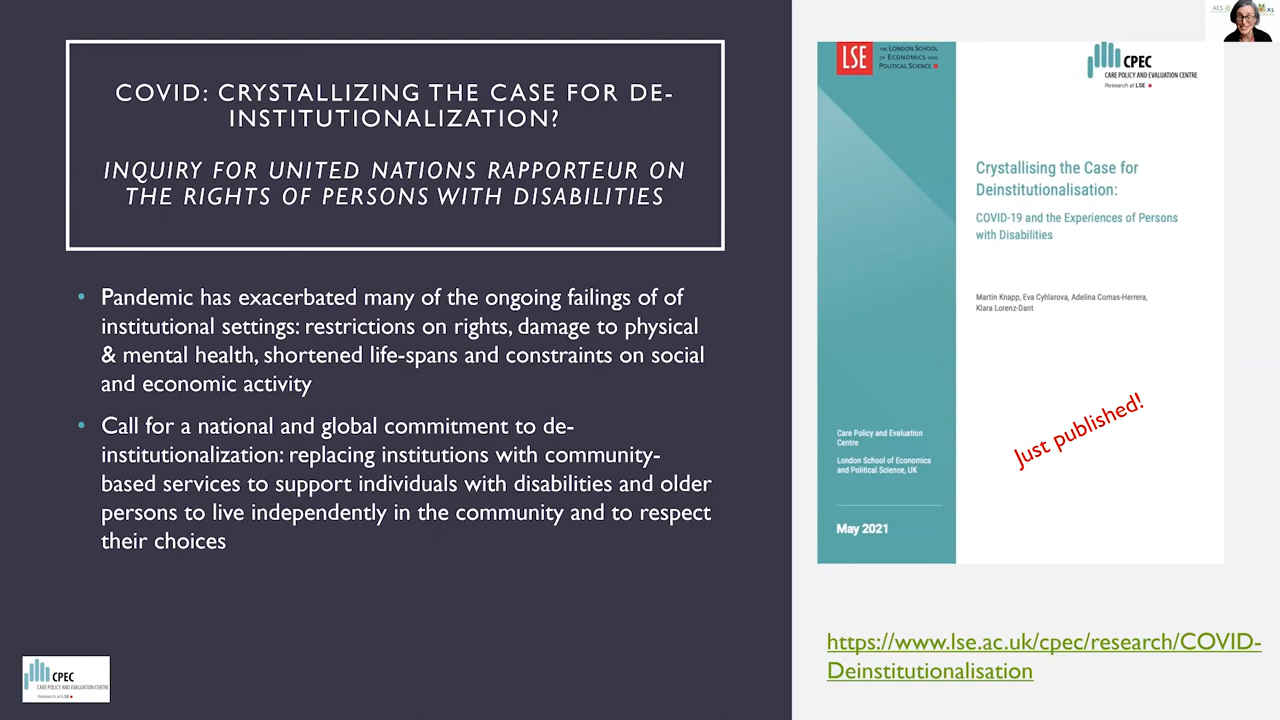 COVID: CRYSTALLIZING THE CASE FOR DE-
INSTITUTIONALIZATION?
INQUIRY FOR UNITED NATIONS RAPPORTEUR ON
THE RIGHTS OF PERSONS WITH DISABILITIES
• Pandemic has exacerbated many of the ongoing failings of of
institutional settings: restrictions on rights, damage to physical
& mental health, shortened life-spans and constraints on social
and economic activity
• Call for a national and global commitment to de-
institutionalization: replacing institutions with community-
based services to support individuals with disabilities and older
persons to live independently in the community and to respect
their choices
CPEC
CARE POLICY AND EVALUATION CENTRE
Research at LSE
LSE
THE LONDON SCHOOL
OF ECONOMICS AND
POLITICAL SCIENCE
CPEC
CARE POLICY AND EVALUATION CENTRE
Research at LSE
Crystallising the Case for
Deinstitutionalisation:
COVID-19 and the Experiences of Persons
with Disabilities
Martin Knapp, Eva Cyhlarova, Adelina Comas-Herrera,
Klara Lorenz-Dant
Just published!
Care Policy and Evaluation
Centre
London School of Economics
and Political Science, UK
May 2021
https://www.lse.ac.uk/cpec/research/COVID-
Deinstitutionalisation